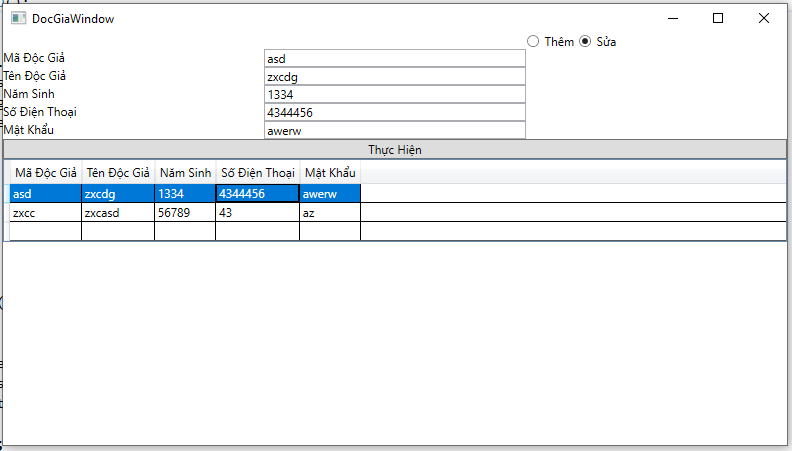 DocGiaWindow
Thêm Sửa
Mã Độc Giả asd
Tên Độc Giả zxcdg
Năm Sinh 1334
Số Điện Thoại 4344456
Mật Khẩu awerw
Thực Hiện
Mã Độc Giả Tên Độc Giả Năm Sinh Số Điện Thoại Mật Khẩu
asd zxcdg 1334 4344456 awerw
zxcc zxcasd 56789 43 az